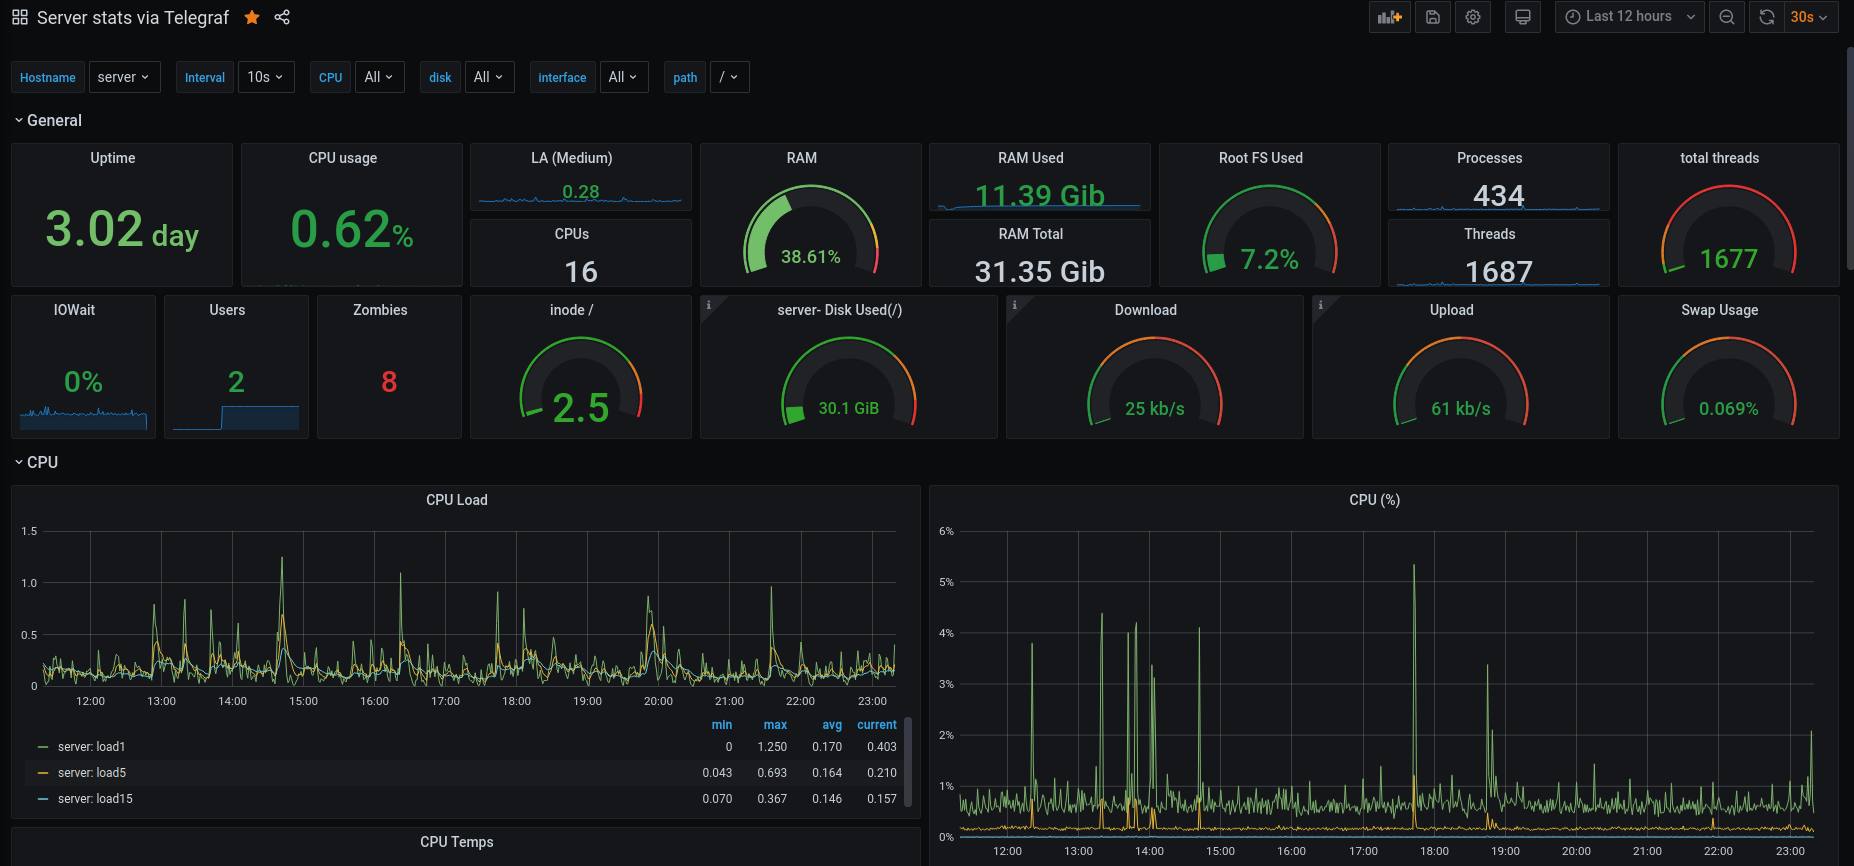 Server stats via Telegraf
Last 12 hours
30s
Hostname server Interval 10s CPU All disk All interface All path /
General
Uptime
3.02 day
CPU usage
0.62%
LA (Medium)
0.28
CPUs
16
RAM
38.61%
RAM Used
11.39 Gib
RAM Total
31.35 Gib
Root FS Used
7.2%
Processes
434
Threads
1687
total threads
1677
IOWait
0%
Users
2
Zombies
8
inode /
2.5
server- Disk Used(/)
30.1 GiB
Download
25 kb/s
Upload
61 kb/s
Swap Usage
0.069%
CPU
CPU Load
1.5
1.0
0.5
0
12:00 13:00 14:00 15:00 16:00 17:00 18:00 19:00 20:00 21:00 22:00 23:00
min max avg current
server: load1 0 1.250 0.170 0.403
server: load5 0.043 0.693 0.164 0.210
server: load15 0.070 0.367 0.146 0.157
CPU (%)
6%
5%
4%
3%
2%
1%
0%
12:00 13:00 14:00 15:00 16:00 17:00 18:00 19:00 20:00 21:00 22:00 23:00
CPU Temps